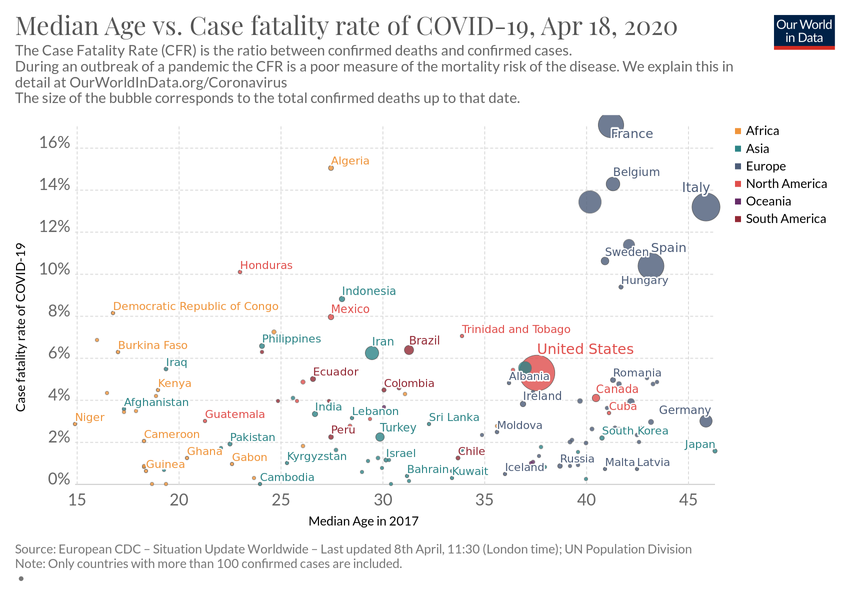 Median Age vs. Case fatality rate of COVID-19, Apr 18, 2020
Our World
in Data
The Case Fatality Rate (CFR) is the ratio between confirmed deaths and confirmed cases.
During an outbreak of a pandemic the CFR is a poor measure of the mortality risk of the disease. We explain this in
detail at OurWorldInData.org/Coronavirus
The size of the bubble corresponds to the total confirmed deaths up to that date.
Case fatality rate of COVID-19
16%
14%
12%
10%
8%
6%
4%
2%
0%
France
Algeria
Belgium
Italy
Sweden
Spain
Honduras
Hungary
Indonesia
Democratic Republic of Congo
Mexico
Trinidad and Tobago
Philippines
Iran
Brazil
Burkina Faso
United States
Iraq
Ecuador
Albania
Romania
Kenya
Colombia
Canada
Afghanistan
Ireland
India
Lebanon
Cuba
Niger
Guatemala
Sri Lanka
Germany
Cameroon
Pakistan
Peru
Turkey
Moldova
South Korea
Ghana
Gabon
Kyrgyzstan
Israel
Chile
Japan
Guinea
Cambodia
Bahrain
Kuwait
Iceland
Russia
Malta
Latvia
15
20
25
30
35
40
45
Median Age in 2017
Africa
Asia
Europe
North America
Oceania
South America
Source: European CDC – Situation Update Worldwide – Last updated 8th April, 11:30 (London time); UN Population Division
Note: Only countries with more than 100 confirmed cases are included.